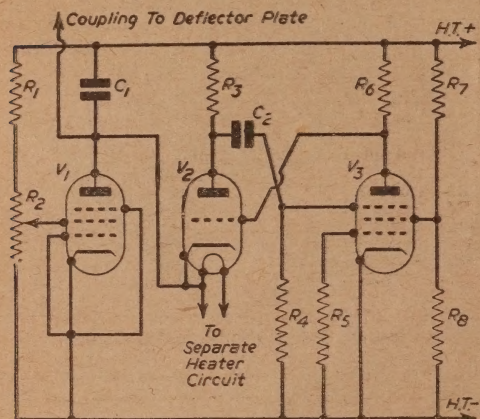 Coupling To Deflector Plate
H.T.+
R1
C1
R3
C2
R6
R7
V1
V2
V3
R2
R4
R5
R8
To
Separate
Heater
Circuit
H.T.-